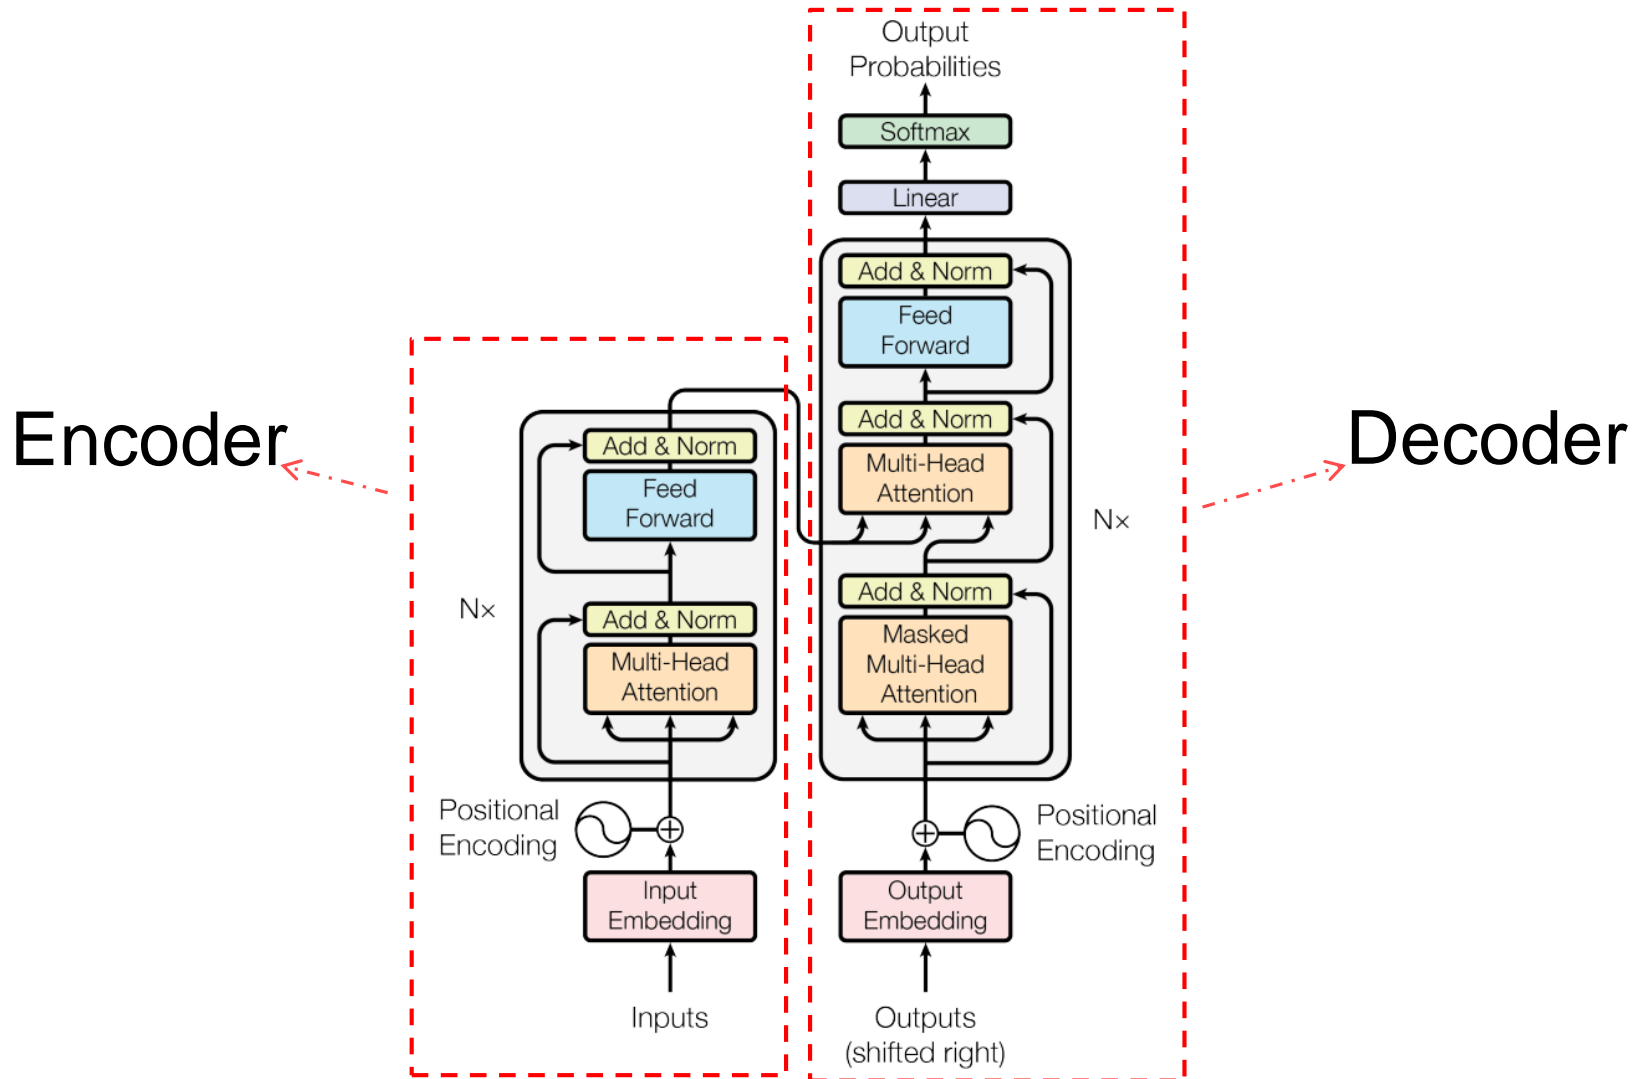 Encoder
Add & Norm
Feed
Forward
Nx
Add & Norm
Multi-Head
Attention
Positional
Encoding
Input
Embedding
Inputs
Output
Probabilities
Softmax
Linear
Add & Norm
Feed
Forward
Add & Norm
Multi-Head
Attention
Nx
Add & Norm
Masked
Multi-Head
Attention
Positional
Encoding
Output
Embedding
Outputs
(shifted right)
Decoder